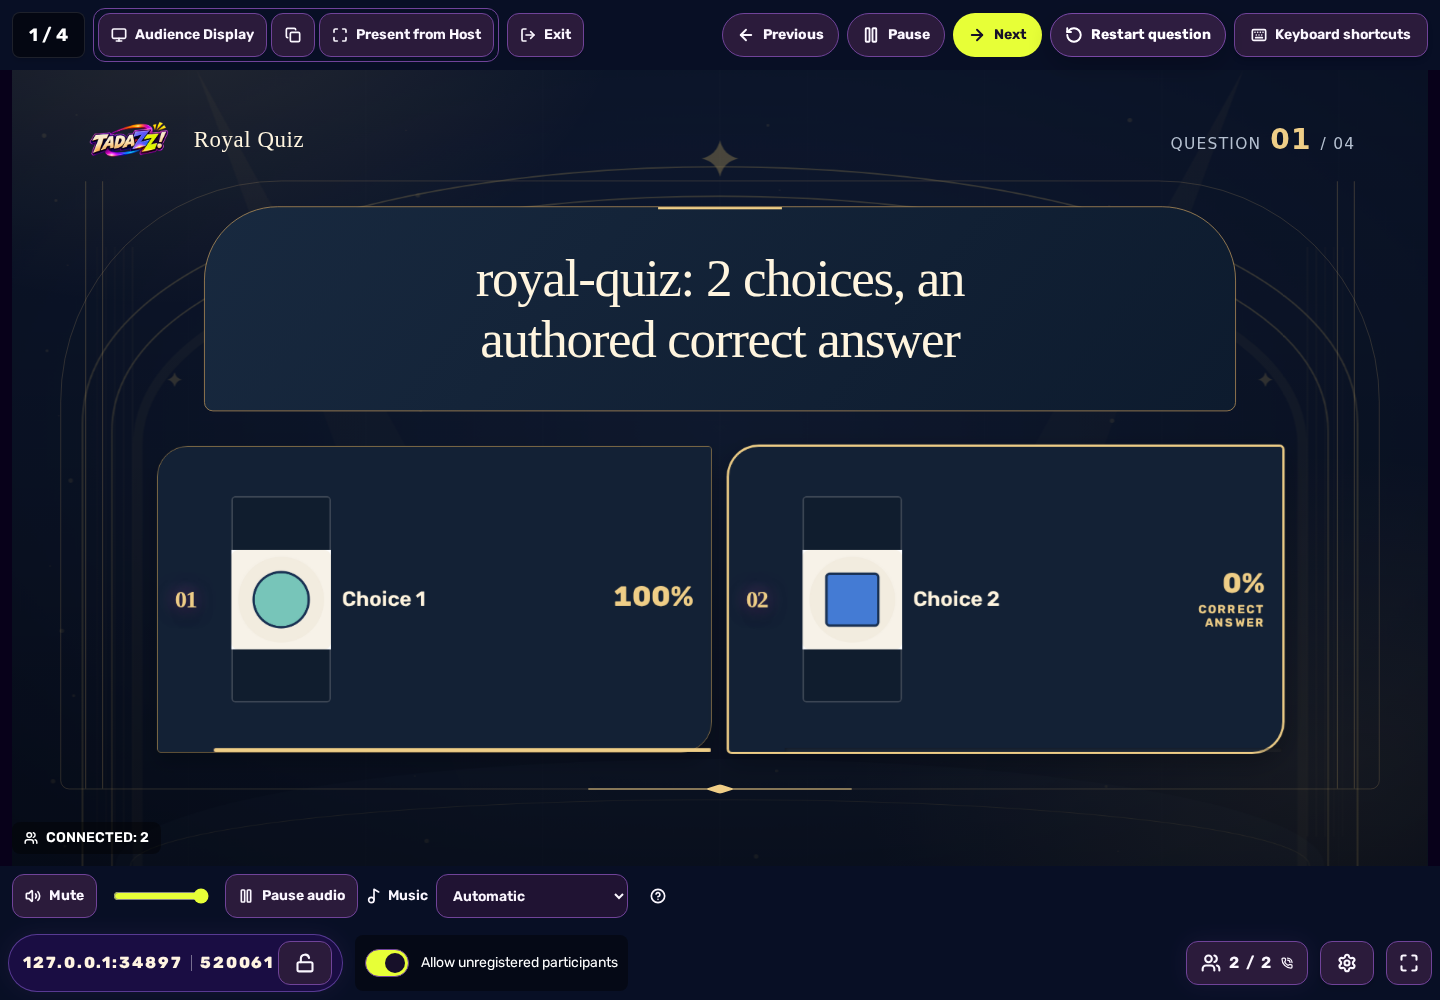 1 / 4
Audience Display
Present from Host
Exit
Previous
Pause
Next
Restart question
Keyboard shortcuts
TADAZZ!
Royal Quiz
QUESTION 01 / 04
royal-quiz: 2 choices, an
authored correct answer
01
Choice 1
100%
02
Choice 2
0%
CORRECT
ANSWER
CONNECTED: 2
Mute
Pause audio
Music
Automatic
127.0.0.1:34897
520061
Allow unregistered participants
2 / 2